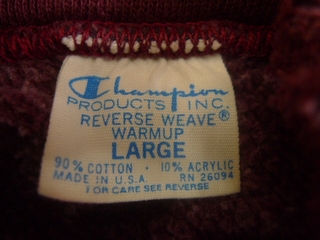 Champion
PRODUCTS INC.
REVERSE WEAVE®
WARMUP
LARGE
90% COTTON • 10% ACRYLIC
MADE IN U.S.A. RN 26094
FOR CARE SEE REVERSE